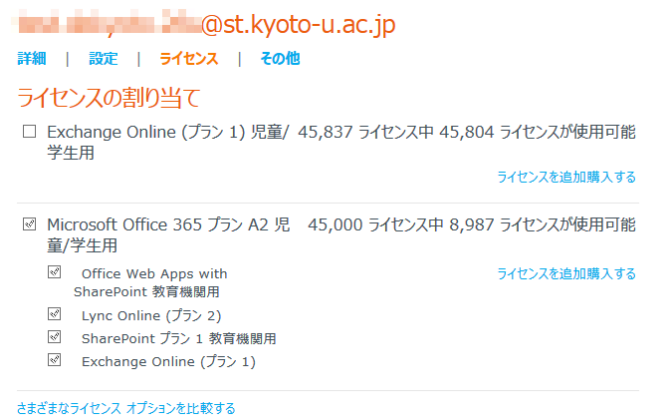 @st.kyoto-u.ac.jp
詳細 | 設定 | ライセンス | その他
ライセンスの割り当て
Exchange Online (プラン 1) 児童/ 45,837 ライセンス中 45,804 ライセンスが使用可能
学生用
ライセンスを追加購入する
Microsoft Office 365 プラン A2 児 45,000 ライセンス中 8,987 ライセンスが使用可能
童/学生用
Office Web Apps with ライセンスを追加購入する
SharePoint 教育機関用
Lync Online (プラン 2)
SharePoint プラン 1 教育機関用
Exchange Online (プラン 1)
さまざまなライセンス オプションを比較する